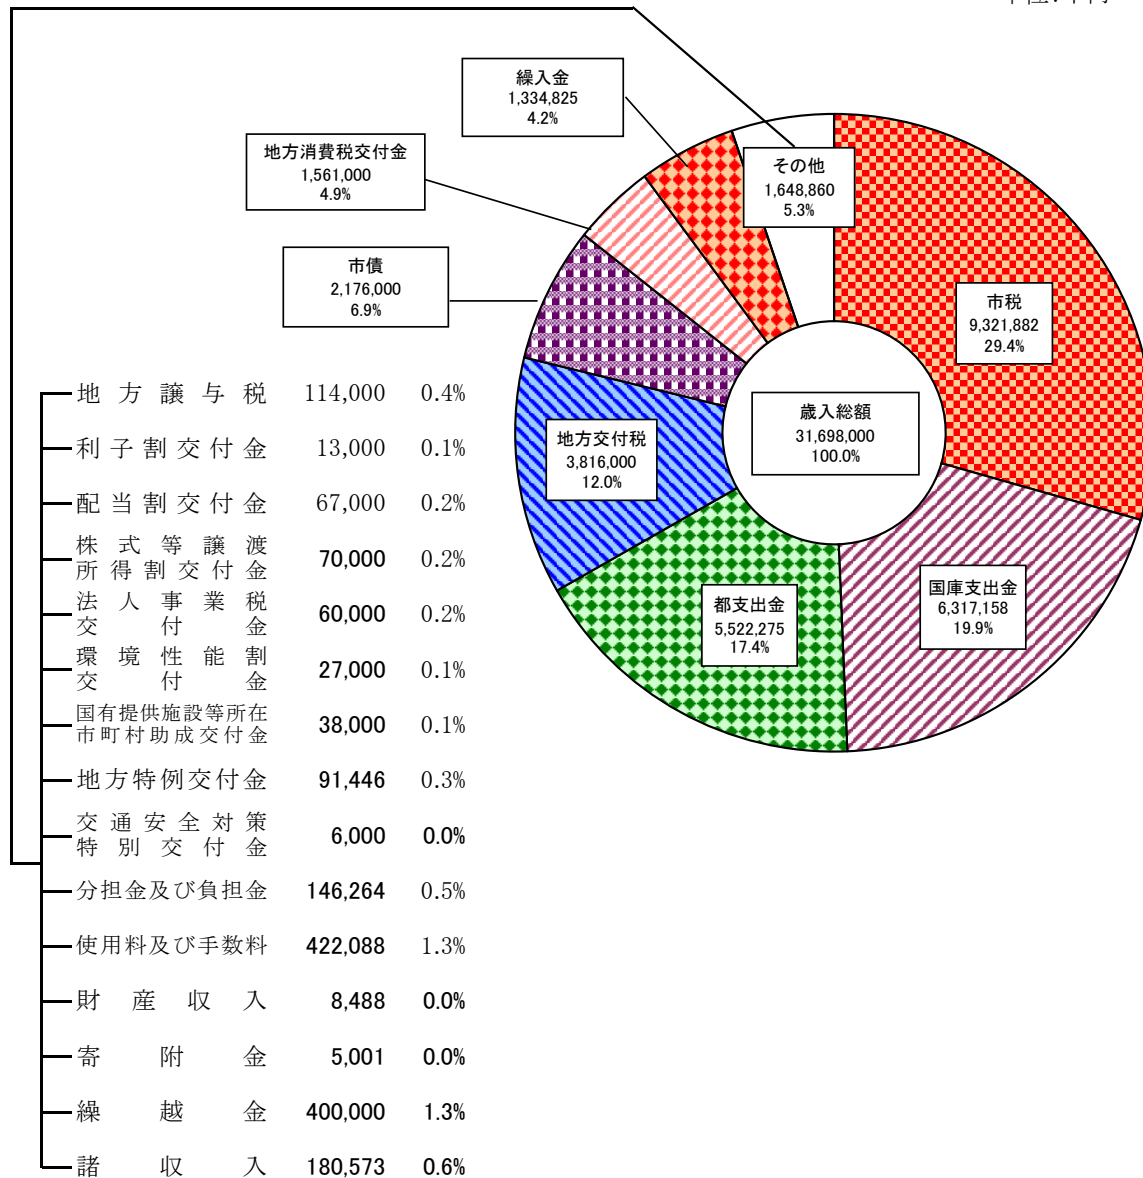 繰入金
1,334,825
4.2%
地方消費税交付金
1,561,000
4.9%
その他
1,648,860
5.3%
市債
2,176,000
6.9%
市税
9,321,882
29.4%
歳入総額
31,698,000
100.0%
地方交付税
3,816,000
12.0%
国庫支出金
6,317,158
19.9%
都支出金
5,522,275
17.4%
地方譲与税 114,000 0.4%
利子割交付金 13,000 0.1%
配当割交付金 67,000 0.2%
株式等譲渡
所得割交付金 70,000 0.2%
法人事業税
交付金 60,000 0.2%
環境性能割
交付金 27,000 0.1%
国有提供施設等所在
市町村助成交付金 38,000 0.1%
地方特例交付金 91,446 0.3%
交通安全対策
特別交付金 6,000 0.0%
分担金及び負担金 146,264 0.5%
使用料及び手数料 422,088 1.3%
財産収入 8,488 0.0%
寄附金 5,001 0.0%
繰越金 400,000 1.3%
諸収入 180,573 0.6%